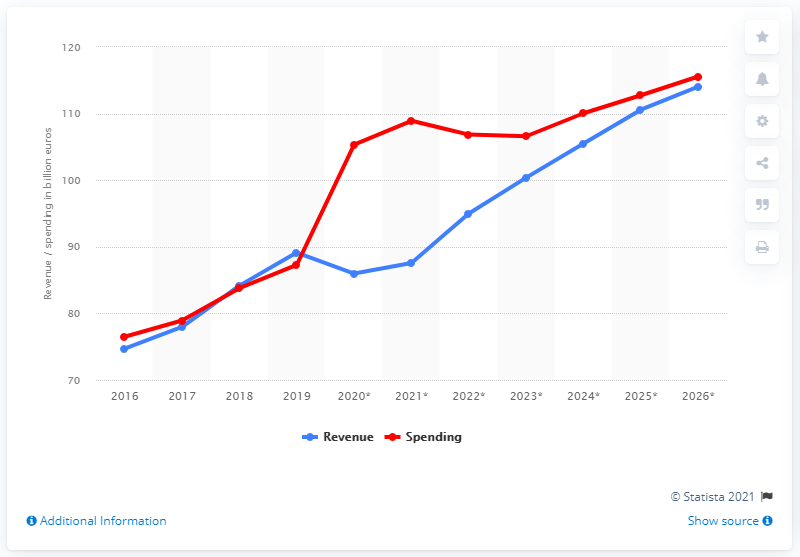 120
110
100
90
80
70
Revenue / spending in billion euros
2016 2017 2018 2019 2020* 2021* 2022* 2023* 2024* 2025* 2026*
Revenue Spending
© Statista 2021
Additional Information Show source